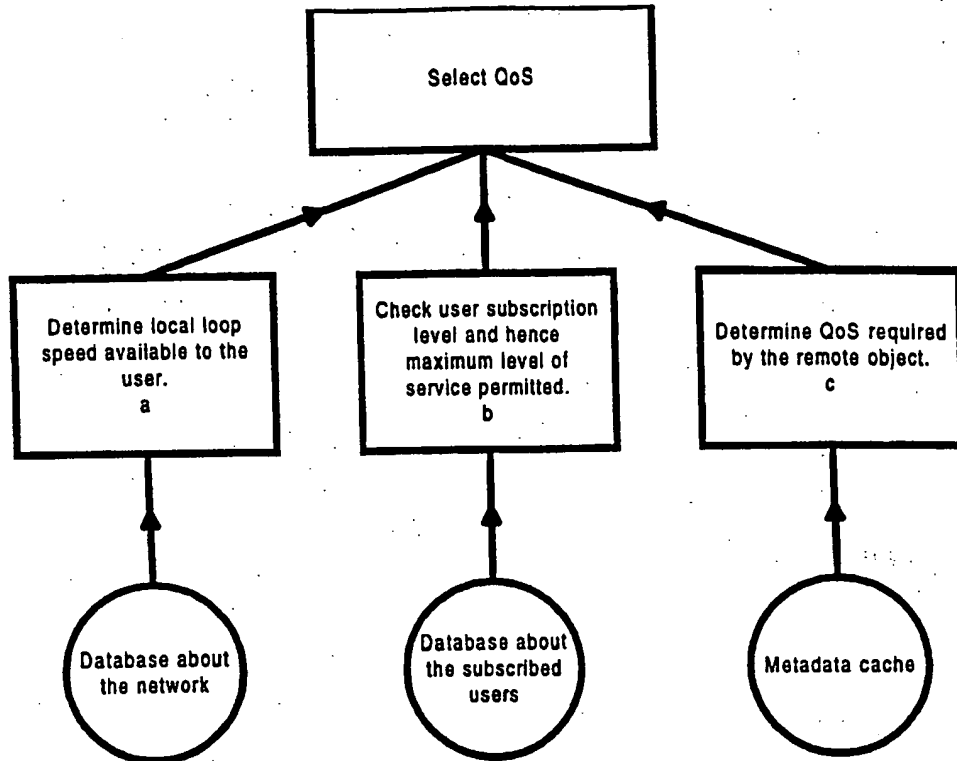 Select QoS
Determine local loop
speed available to the
user.
a
Check user subscription
level and hence
maximum level of
service permitted.
b
Determine QoS required
by the remote object.
c
Database about
the network
Database about
the subscribed
users
Metadata cache